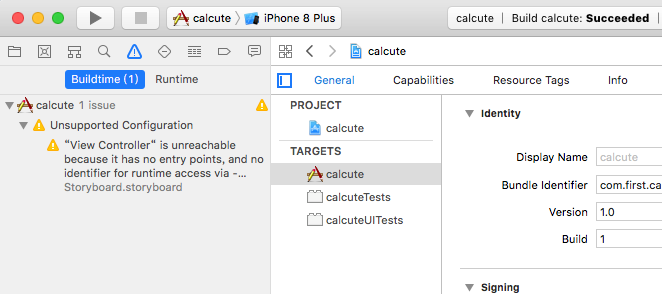 calcute iPhone 8 Plus calcute | Build calcute: Succeeded
calcute
Buildtime (1) Runtime General Capabilities Resource Tags Info
calcute 1 issue
Unsupported Configuration
“View Controller” is unreachable
because it has no entry points, and no
identifier for runtime access via -...
Storyboard.storyboard
PROJECT
calcute
TARGETS
calcute
calcuteTests
calcuteUITests
Identity
Display Name calcute
Bundle Identifier com.first.ca
Version 1.0
Build 1
Signing